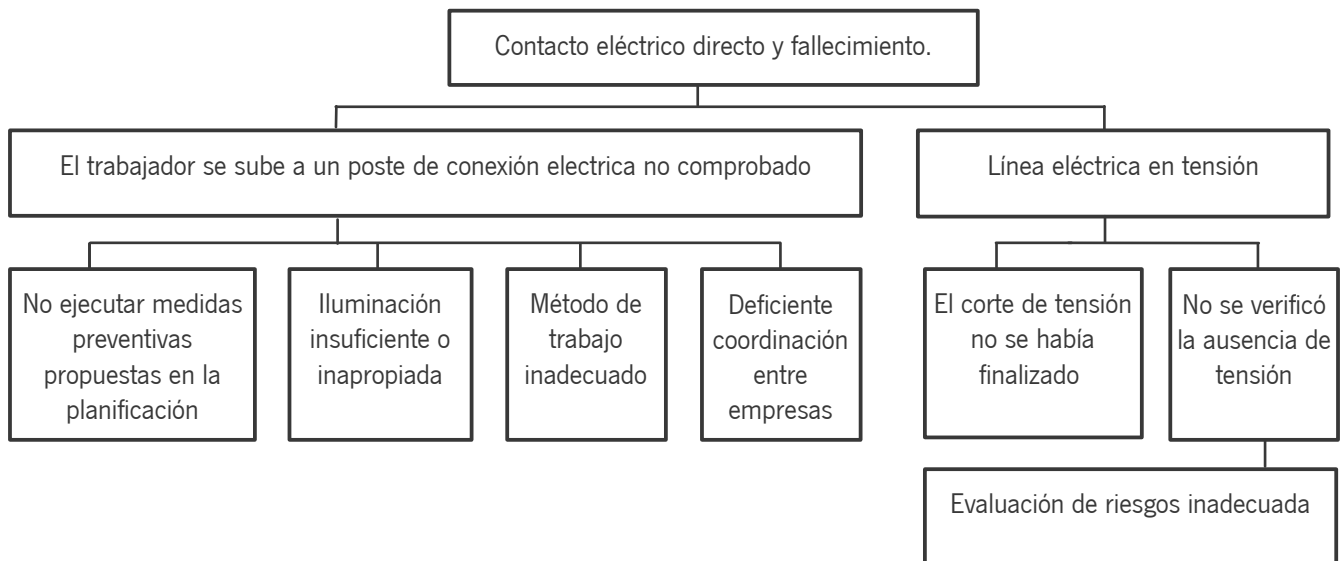 Contacto eléctrico directo y fallecimiento.
El trabajador se sube a un poste de conexión electrica no comprobado
Línea eléctrica en tensión
No ejecutar medidas
preventivas
propuestas en la
planificación
Iluminación
insuficiente o
inapropiada
Método de
trabajo
inadecuado
Deficiente
coordinación
entre
empresas
El corte de tensión
no se había
finalizado
No se verificó
la ausencia de
tensión
Evaluación de riesgos inadecuada